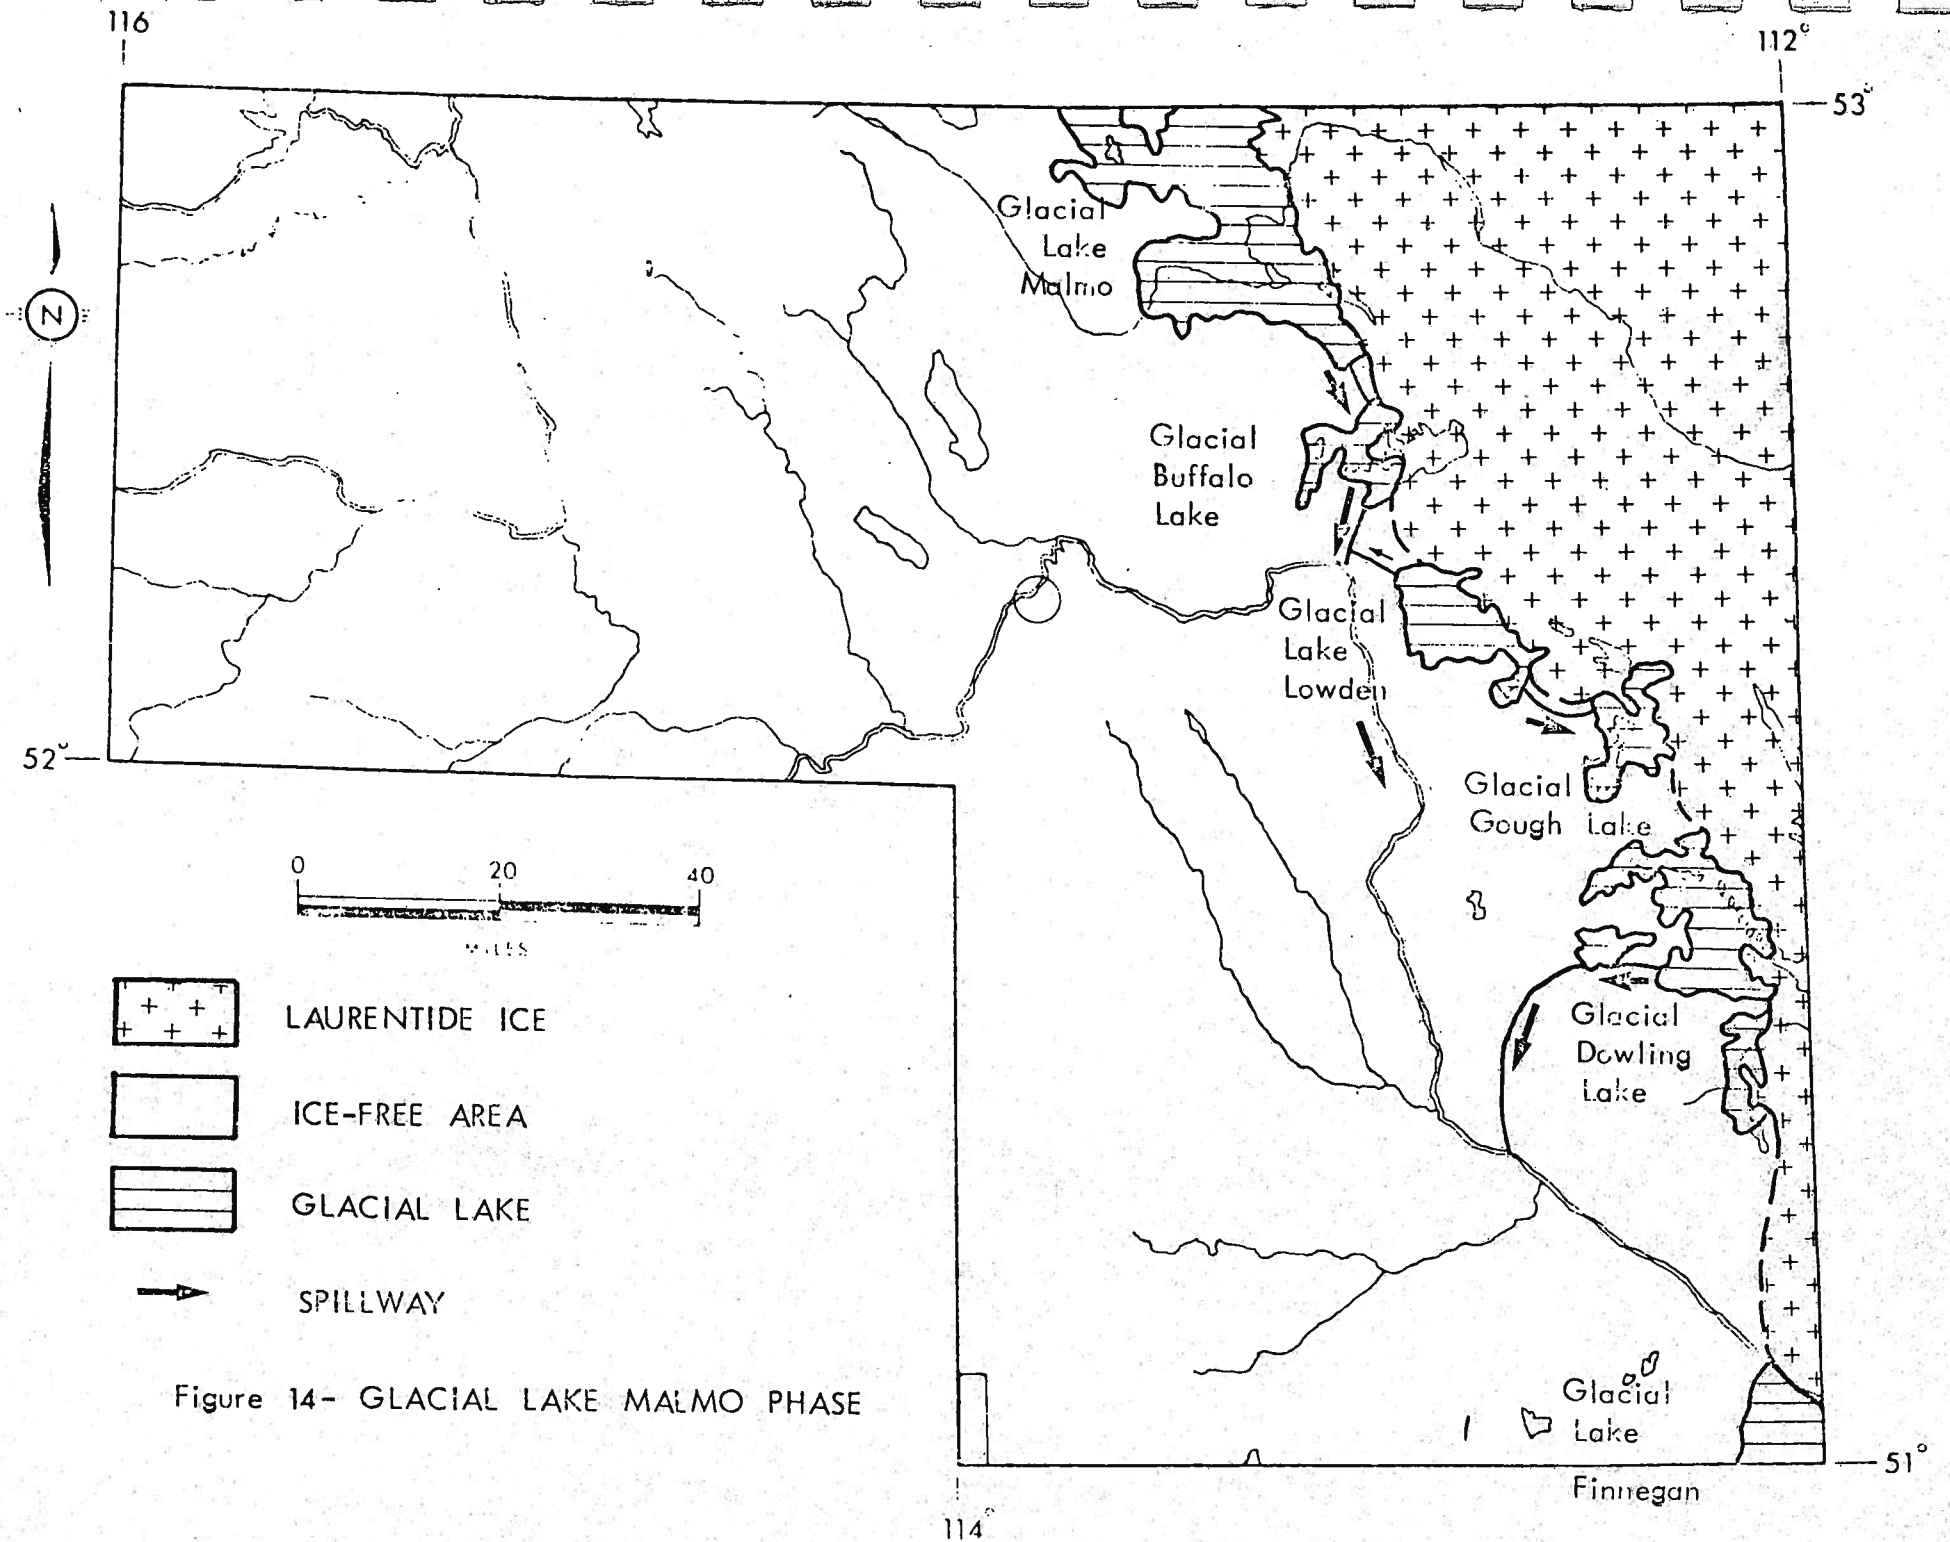 116
112°
53°
N
Glacial
Lake
Malmo
Glacial
Buffalo
Lake
Glacial
Lake
Lowden
52°
Glacial
Gough Lake
0 20 40
MILES
LAURENTIDE ICE
Glacial
Dowling
Lake
ICE-FREE AREA
GLACIAL LAKE
SPILLWAY
Figure 14- GLACIAL LAKE MALMO PHASE
Glacial
Lake
Finnegan
51°
114°